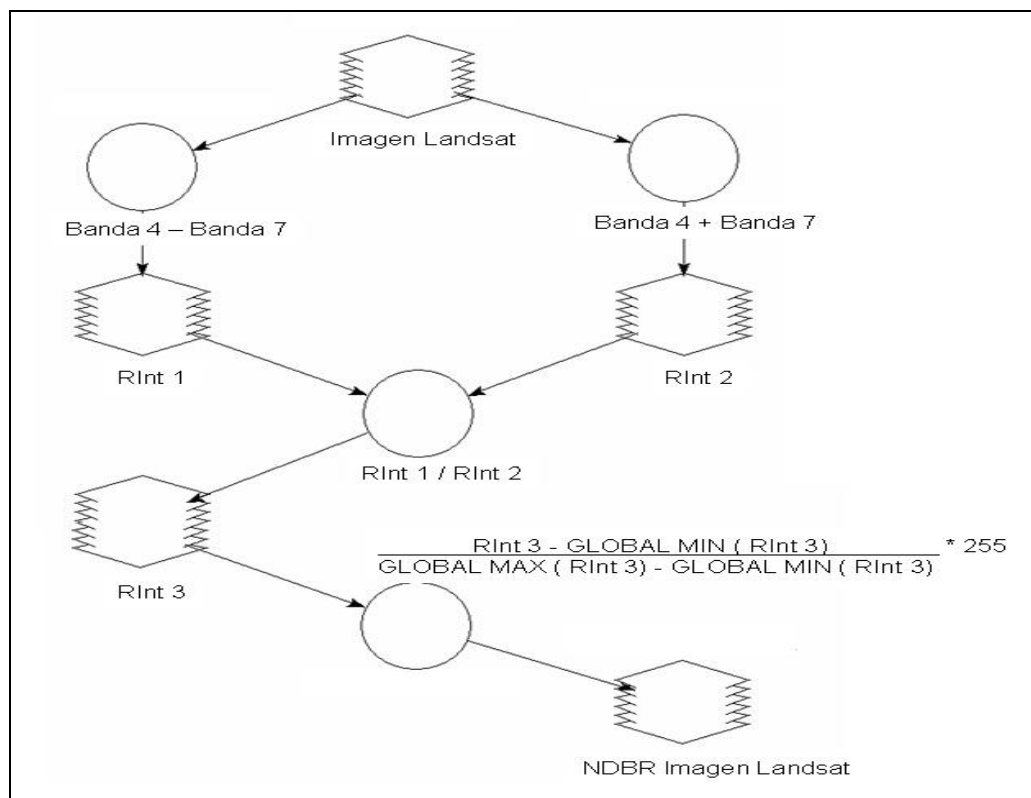 Imagen Landsat
Banda 4 – Banda 7
Banda 4 + Banda 7
RInt 1
RInt 2
RInt 1 / RInt 2
RInt 3
RInt 3 - GLOBAL MIN ( RInt 3)
GLOBAL MAX ( RInt 3) - GLOBAL MIN ( RInt 3)
* 255
NDBR Imagen Landsat